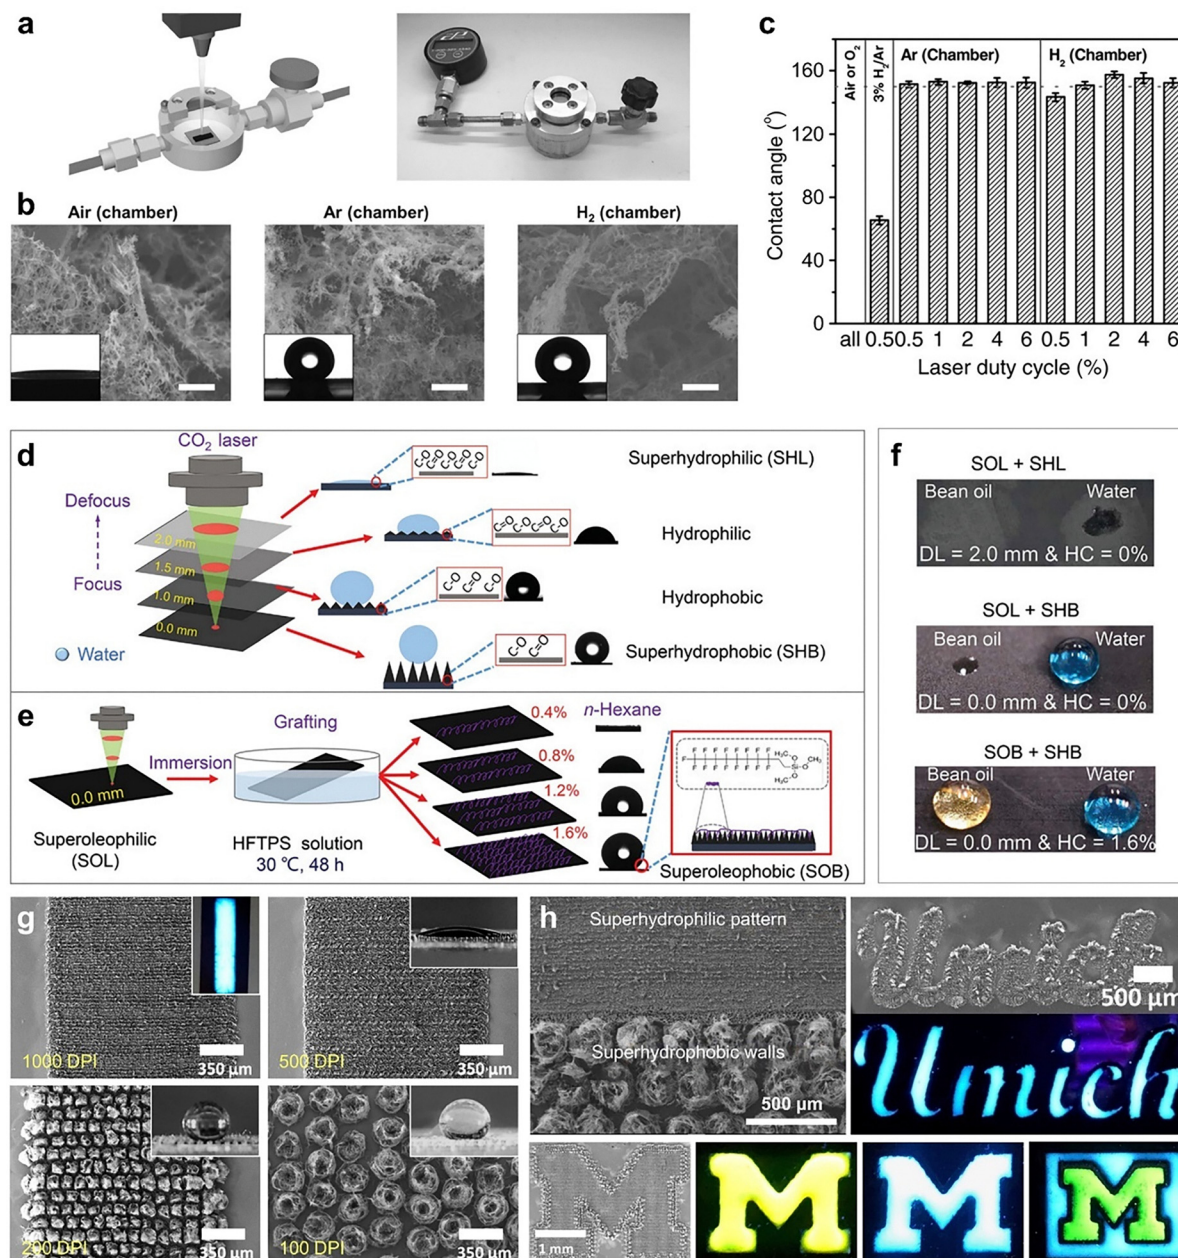 a
b
Air (chamber)
Ar (chamber)
H2 (chamber)
c
Contact angle (°)
160
120
80
40
0
Air or O2
3% H2/Ar
Ar (Chamber)
H2 (Chamber)
all 0.5 0.5 1 2 4 6 0.5 1 2 4 6
Laser duty cycle (%)
d
CO2 laser
Defocus
Focus
2.0 mm
1.5 mm
1.0 mm
0.0 mm
Water
C=O
C-O
Superhydrophilic (SHL)
Hydrophilic
Hydrophobic
Superhydrophobic (SHB)
e
0.0 mm
Superoleophilic
(SOL)
Immersion
Grafting
HFTPS solution
30 ℃, 48 h
0.4%
0.8%
1.2%
1.6%
n-Hexane
F F F F F F F F
F
F F F F F F F F
H3C
O
Si
O
CH3
O
H3C
Superoleophobic (SOB)
f
SOL + SHL
Bean oil Water
DL = 2.0 mm & HC = 0%
SOL + SHB
Bean oil Water
DL = 0.0 mm & HC = 0%
SOB + SHB
Bean oil Water
DL = 0.0 mm & HC = 1.6%
g
1000 DPI
350 µm
500 DPI
350 µm
200 DPI
350 µm
100 DPI
350 µm
h
Superhydrophilic pattern
Superhydrophobic walls
500 µm
Umich
500 µm
Umich
M
1 mm
M
M
M